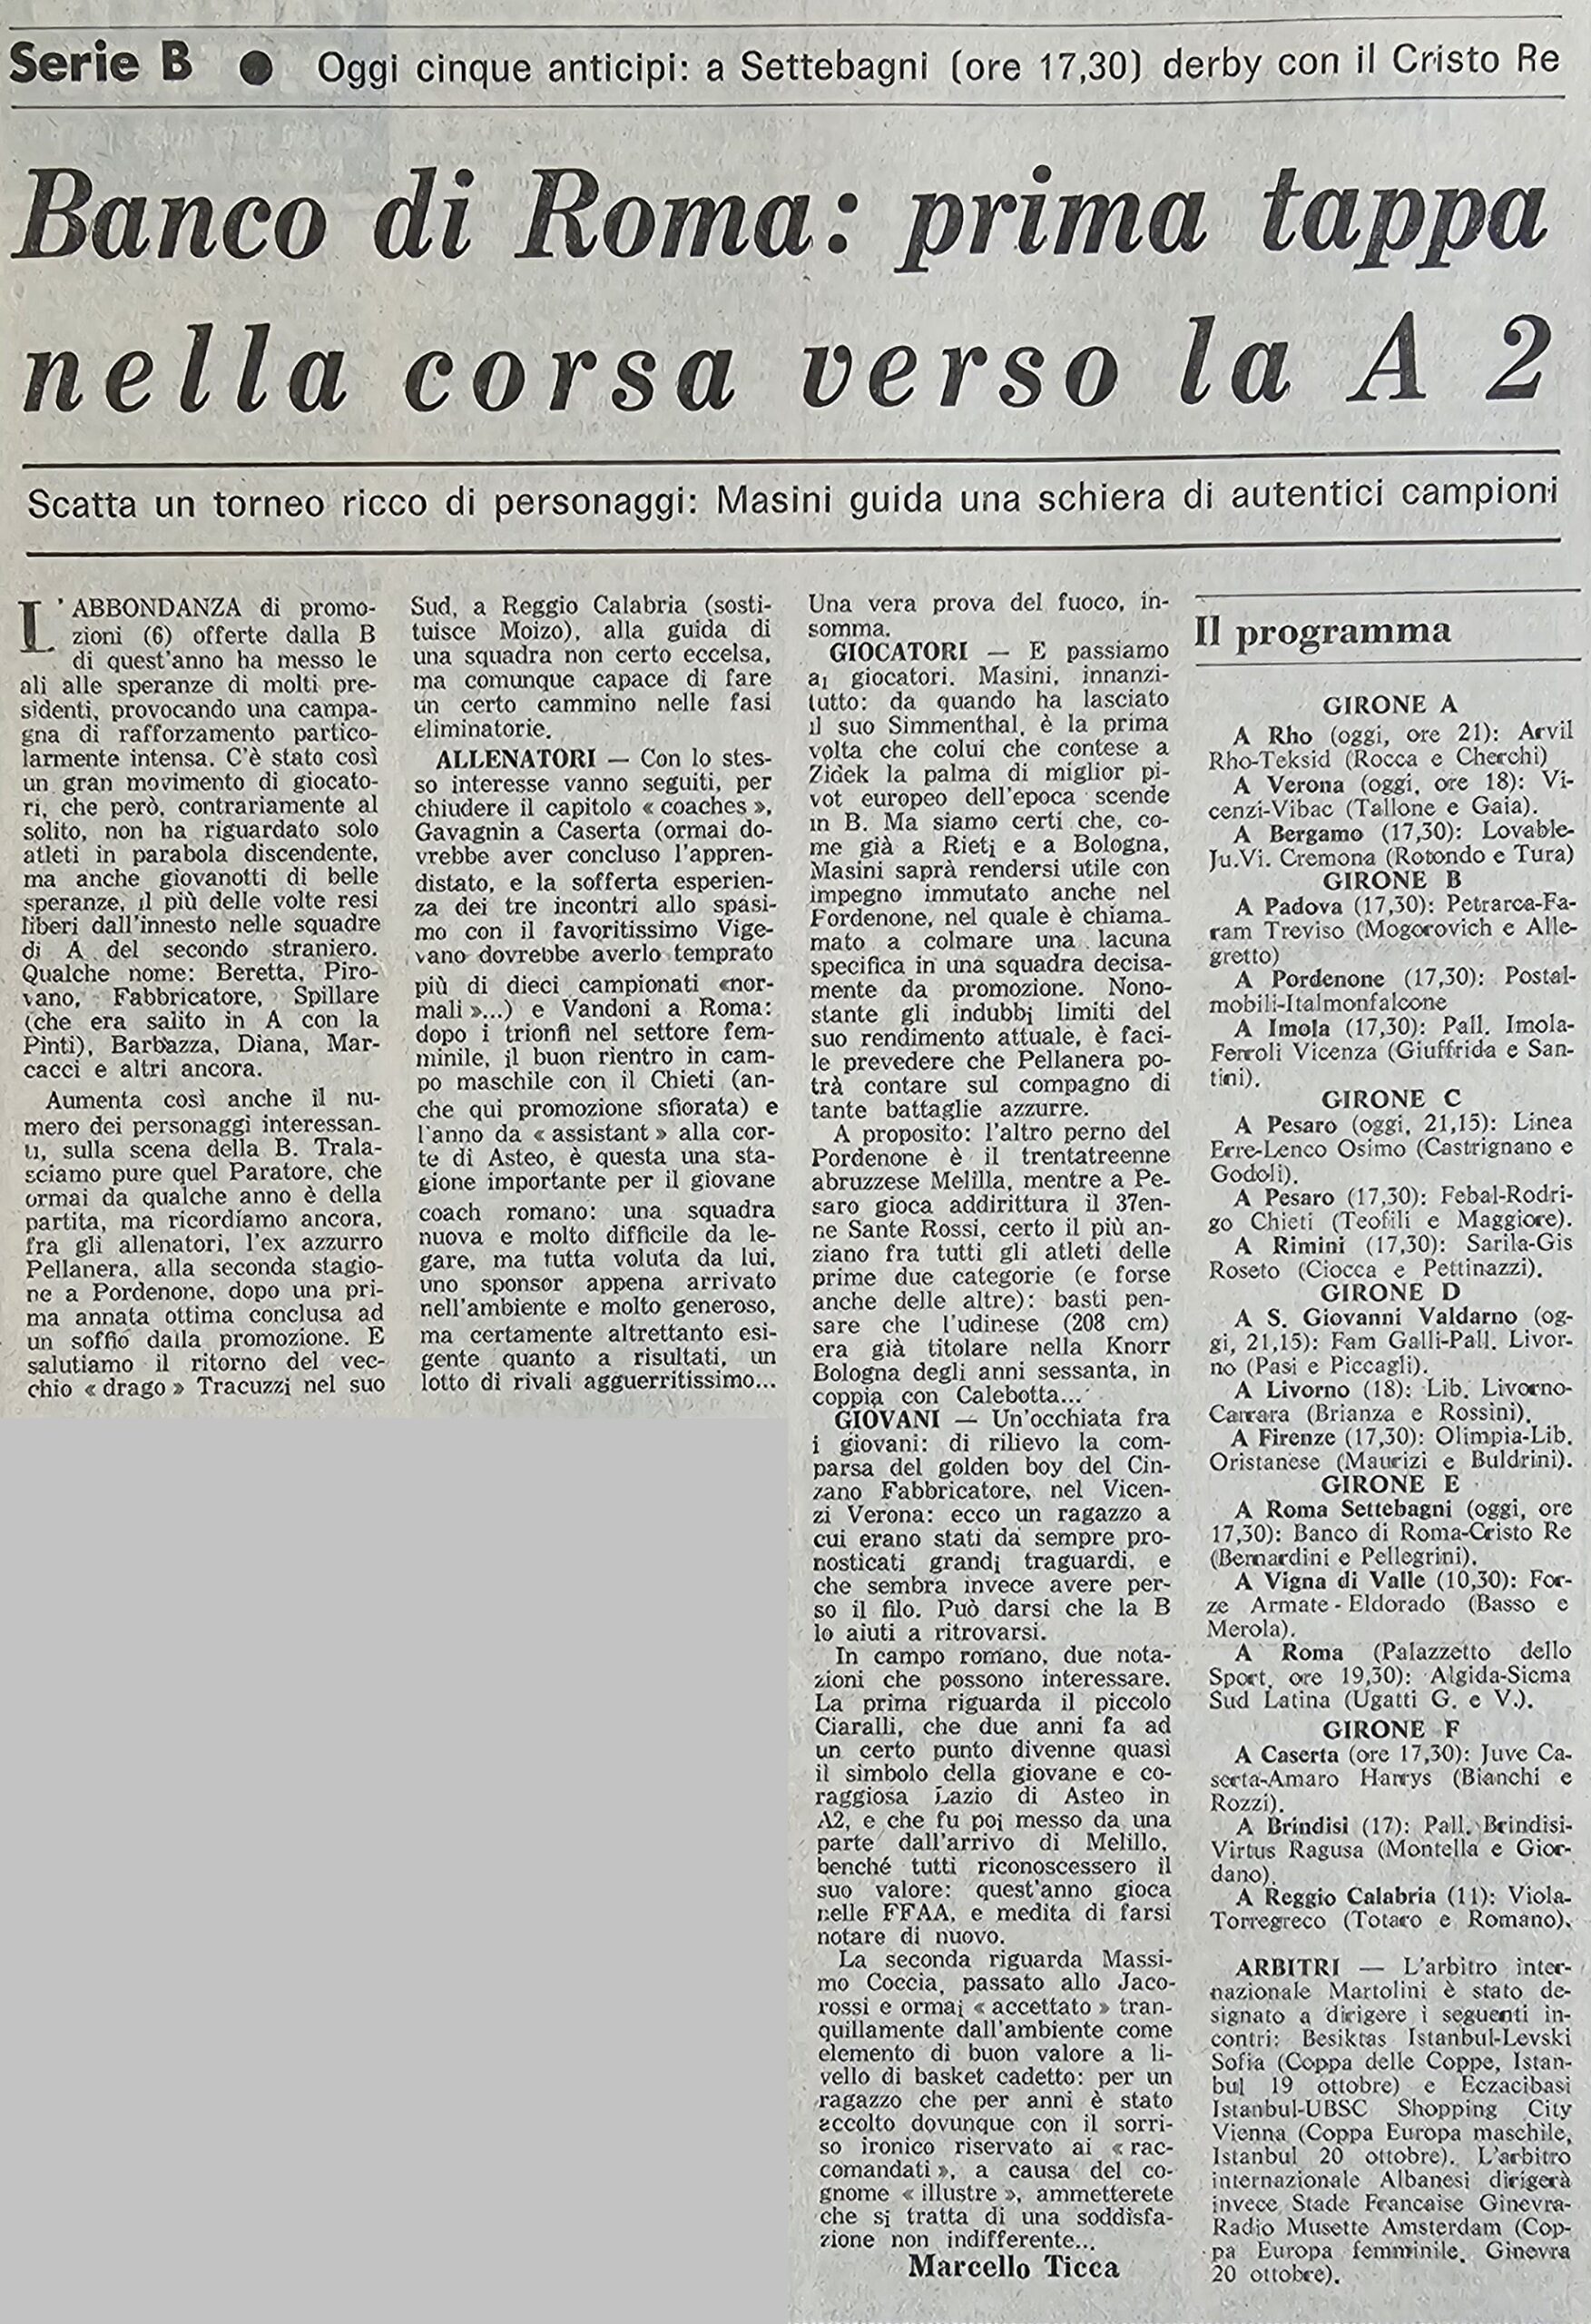 Serie B ● Oggi cinque anticipi: a Settebagni (ore 17,30) derby con il Cristo Re
Banco di Roma: prima tappa
nella corsa verso la A 2
Scatta un torneo ricco di personaggi: Masini guida una schiera di autentici campioni
L'ABBONDANZA di promo-
zioni (6) offerte dalla B
di quest'anno ha messo le
ali alle speranze di molti pre-
sidenti, provocando una campa-
gna di rafforzamento partico-
larmente intensa. C'è stato così
un gran movimento di giocato-
ri, che però, contrariamente al
solito, non ha riguardato solo
atleti in parabola discendente,
ma anche giovanotti di belle
speranze, il più delle volte resi
liberi dall'innesto nelle squadre
di A del secondo straniero.
Qualche nome: Beretta, Piro-
vano, Fabbricatore, Spillare
(che era salito in A con la
Pinti), Barbazza, Diana, Mar-
cacci e altri ancora.
Aumenta così anche il nu-
mero dei personaggi interessan-
ti, sulla scena della B. Trala-
sciamo pure quel Paratore, che
ormai da qualche anno è della
partita, ma ricordiamo ancora,
fra gli allenatori, l'ex azzurro
Pellanera, alla seconda stagio-
ne a Pordenone, dopo una pri-
ma annata ottima conclusa ad
un soffio dalla promozione. E
salutiamo il ritorno del vec-
chio « drago » Tracuzzi nel suo
Sud, a Reggio Calabria (sosti-
tuisce Moizo), alla guida di
una squadra non certo eccelsa,
ma comunque capace di fare
un certo cammino nelle fasi
eliminatorie.
ALLENATORI — Con lo stes-
so interesse vanno seguiti, per
chiudere il capitolo « coaches »,
Gavagnin a Caserta (ormai do-
vrebbe aver concluso l'appren-
distato, e la sofferta esperien-
za dei tre incontri allo spasi-
mo con il favoritissimo Vige-
vano dovrebbe averlo temprato
più di dieci campionati «nor-
mali »...) e Vandoni a Roma:
dopo i trionfi nel settore fem-
minile, il buon rientro in cam-
po maschile con il Chieti (an-
che qui promozione sfiorata) e
l'anno da « assistant » alla cor-
te di Asteo, è questa una sta-
gione importante per il giovane
coach romano: una squadra
nuova e molto difficile da le-
gare, ma tutta voluta da lui,
uno sponsor appena arrivato
nell'ambiente e molto generoso,
ma certamente altrettanto esi-
gente quanto a risultati, un
lotto di rivali agguerritissimo...
Una vera prova del fuoco, in-
somma.
GIOCATORI — E passiamo
ai giocatori. Masini, innanzi-
tutto: da quando ha lasciato
il suo Simmenthal, è la prima
volta che colui che contese a
Zidek la palma di miglior pi-
vot europeo dell'epoca scende
in B. Ma siamo certi che, co-
me già a Rieti e a Bologna,
Masini saprà rendersi utile con
impegno immutato anche nel
Fordenone, nel quale è chiama-
mato a colmare una lacuna
specifica in una squadra decisa-
mente da promozione. Nono-
stante gli indubbi limiti del
suo rendimento attuale, è faci-
le prevedere che Pellanera po-
trà contare sul compagno di
tante battaglie azzurre.
A proposito: l'altro perno del
Pordenone è il trentatreenne
abruzzese Melilla, mentre a Pe-
saro gioca addirittura il 37en-
ne Sante Rossi, certo il più an-
ziano fra tutti gli atleti delle
prime due categorie (e forse
anche delle altre): basti pen-
sare che l'udinese (208 cm)
era già titolare nella Knorr
Bologna degli anni sessanta, in
coppia con Calebotta...
GIOVANI — Un'occhiata fra
i giovani: di rilievo la com-
parsa del golden boy del Cin-
zano Fabbricatore, nel Vicen-
zi Verona: ecco un ragazzo a
cui erano stati da sempre pro-
nosticati grandi traguardi, e
che sembra invece avere per-
so il filo. Può darsi che la B
lo aiuti a ritrovarsi.
In campo romano, due nota-
zioni che possono interessare.
La prima riguarda il piccolo
Ciaralli, che due anni fa ad
un certo punto divenne quasi
il simbolo della giovane e co-
raggiosa Lazio di Asteo in
A2, e che fu poi messo da una
parte dall'arrivo di Melillo,
benché tutti riconoscessero il
suo valore: quest'anno gioca
nelle FFAA, e medita di farsi
notare di nuovo.
La seconda riguarda Massi-
mo Coccia, passato allo Jaco-
rossi e ormai « accettato » tran-
quillamente dall'ambiente come
elemento di buon valore a li-
vello di basket cadetto: per un
ragazzo che per anni è stato
accolto dovunque con il sorri-
so ironico riservato ai « rac-
comandati », a causa del co-
gnome « illustre », ammetterete
che si tratta di una soddisfa-
zione non indifferente...
Marcello Ticca
Il programma
GIRONE A
A Rho (oggi, ore 21): Arvil
Rho-Teksid (Rocca e Cherchi)
A Verona (oggi, ore 18): Vi-
cenzi-Vibac (Tallone e Gaia).
A Bergamo (17,30): Lovable-
Ju.Vi. Cremona (Rotondo e Tura)
GIRONE B
A Padova (17,30): Petrarca-Fa-
ram Treviso (Mogorovich e Alle-
gretto)
A Pordenone (17,30): Postal-
mobili-Italmonfalcone
A Imola (17,30): Pall. Imola-
Ferroli Vicenza (Giuffrida e San-
tini).
GIRONE C
A Pesaro (oggi, 21,15): Linea
Erre-Lenco Osimo (Castrignano e
Godoli).
A Pesaro (17,30): Febal-Rodri-
go Chieti (Teofili e Maggiore).
A Rimini (17,30): Sarila-Gis
Roseto (Ciocca e Pettinazzi).
GIRONE D
A S. Giovanni Valdarno (og-
gi, 21,15): Fam Galli-Pall. Livor-
no (Pasi e Piccagli).
A Livorno (18): Lib. Livorno-
Carrara (Brianza e Rossini).
A Firenze (17,30): Olimpia-Lib.
Oristanese (Maurizi e Buldrini).
GIRONE E
A Roma Settebagni (oggi, ore
17,30): Banco di Roma-Cristo Re
(Bernardini e Pellegrini).
A Vigna di Valle (10,30): For-
ze Armate - Eldorado (Basso e
Merola).
A Roma (Palazzetto dello
Sport, ore 19,30): Algida-Sicma
Sud Latina (Ugatti G. e V.).
GIRONE F
A Caserta (ore 17,30): Juve Ca-
serta-Amaro Harrys (Bianchi e
Rozzi).
A Brindisi (17): Pall. Brindisi-
Virtus Ragusa (Montella e Gior-
dano).
A Reggio Calabria (11): Viola-
Torregreco (Totaro e Romano).
ARBITRI — L'arbitro inter-
nazionale Martolini è stato de-
signato a dirigere i seguenti in-
contri: Besiktas Istanbul-Levski
Sofia (Coppa delle Coppe, Istan-
bul 19 ottobre) e Eczacibasi
Istanbul-UBSC Shopping City
Vienna (Coppa Europa maschile,
Istanbul 20 ottobre). L'arbitro
internazionale Albanesi dirigerà
invece Stade Francaise Ginevra-
Radio Musette Amsterdam (Cop-
pa Europa femminile, Ginevra
20 ottobre).